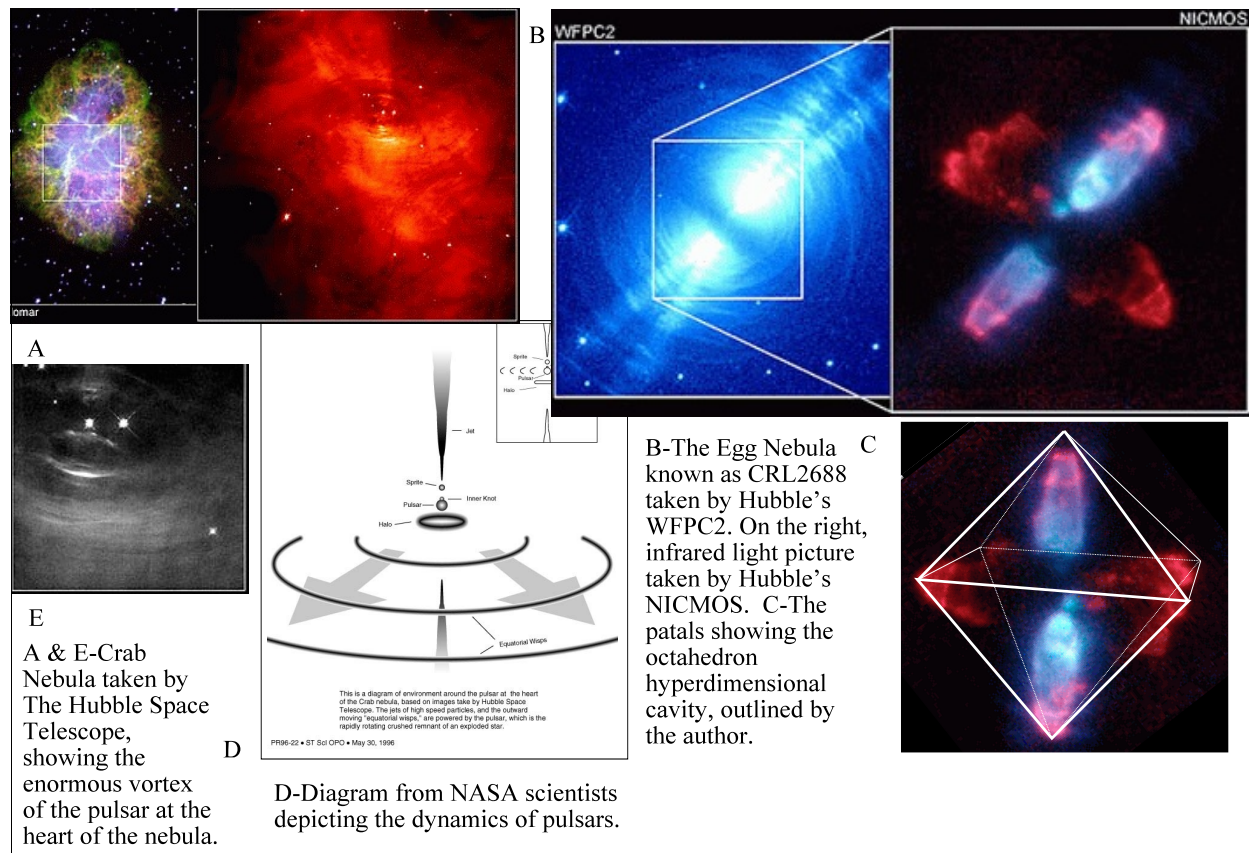 B
WFPC2
NICMOS
omar
A
Sprite
Pulsar
Halo
Jet
Sprite
Inner Knot
Pulsar
Halo
Equatorial Wisps
This is a diagram of environment around the pulsar at the heart
of the Crab nebula, based on images take by Hubble Space
Telescope. The jets of high speed particles, and the outward
moving "equatorial wisps," are powered by the pulsar, which is the
rapidly rotating crushed remnant of an exploded star.
PR96-22 • ST ScI OPO • May 30, 1996
E
A & E-Crab
Nebula taken by
The Hubble Space
Telescope,
showing the
enormous vortex
of the pulsar at the
heart of the nebula.
D
D-Diagram from NASA scientists
depicting the dynamics of pulsars.
B-The Egg Nebula
known as CRL2688
taken by Hubble's
WFPC2. On the right,
infrared light picture
taken by Hubble's
NICMOS. C-The
patals showing the
octahedron
hyperdimensional
cavity, outlined by
the author.
C